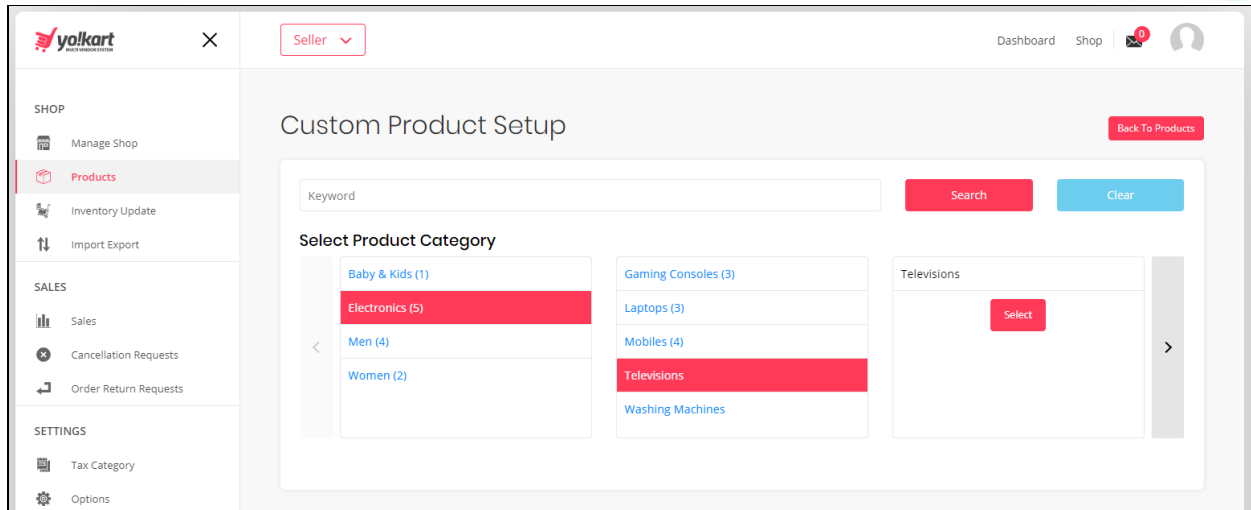 yo!kart
MULTI VENDOR SYSTEM
Seller
Dashboard Shop 0
SHOP
Manage Shop
Products
Inventory Update
Import Export
SALES
Sales
Cancellation Requests
Order Return Requests
SETTINGS
Tax Category
Options
Custom Product Setup
Back To Products
Keyword
Search
Clear
Select Product Category
Baby & Kids (1)
Electronics (5)
Men (4)
Women (2)
Gaming Consoles (3)
Laptops (3)
Mobiles (4)
Televisions
Washing Machines
Televisions
Select